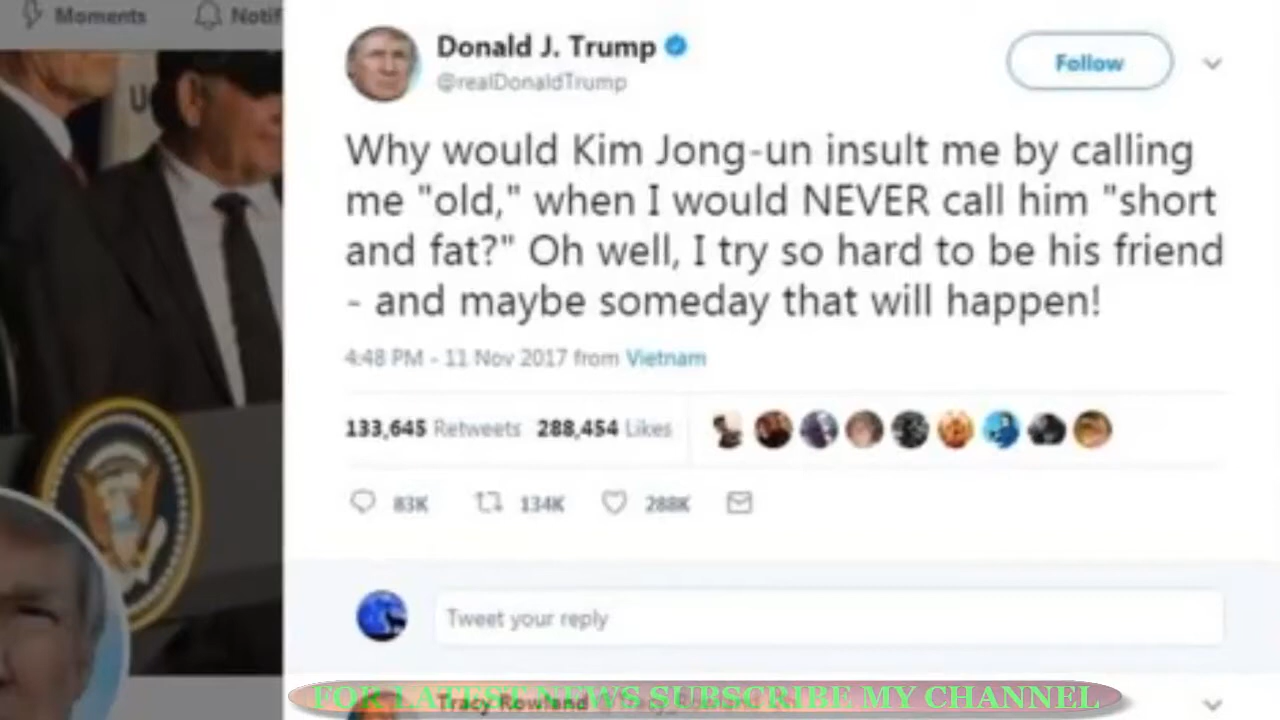 Moments
Notif
Donald J. Trump
@realDonaldTrump
Follow
Why would Kim Jong-un insult me by calling
me "old," when I would NEVER call him "short
and fat?" Oh well, I try so hard to be his friend
- and maybe someday that will happen!
4:48 PM - 11 Nov 2017 from Vietnam
133,645 Retweets 288,454 Likes
83K 134K 288K
Tweet your reply
FOR LATEST NEWS SUBSCRIBE MY CHANNEL
Tracy Rowland